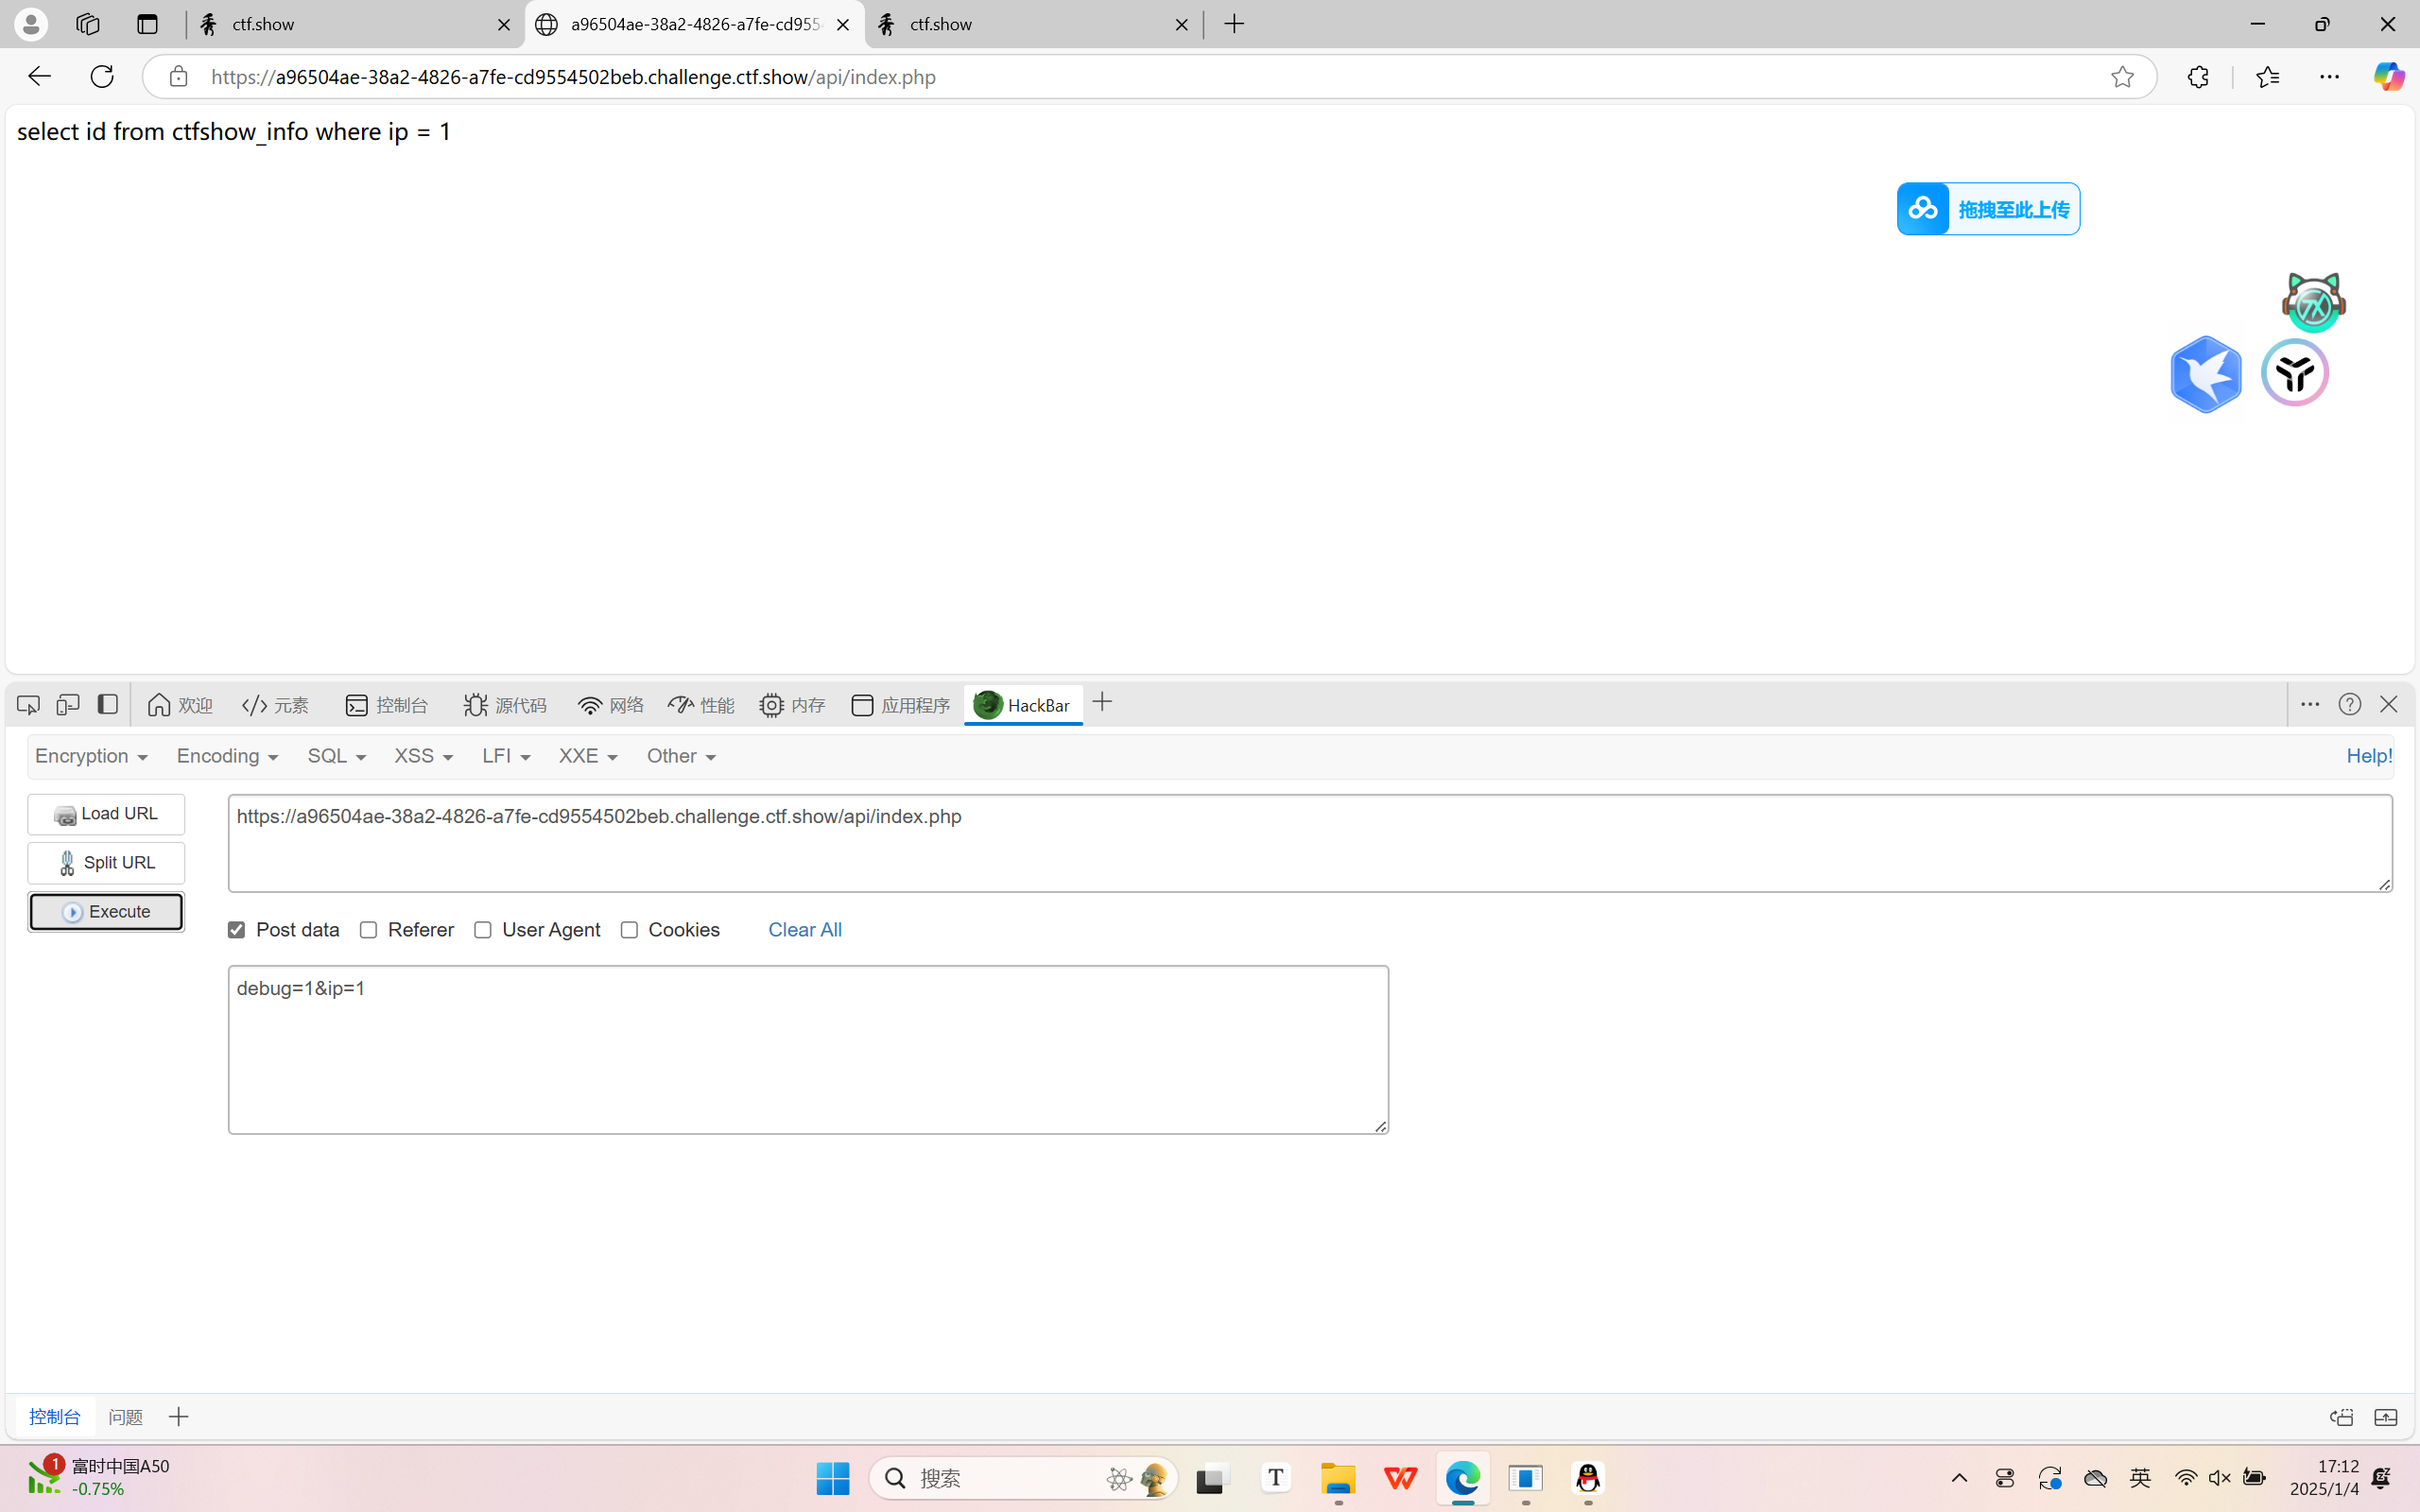 ctf.show
a96504ae-38a2-4826-a7fe-cd955
ctf.show
https://a96504ae-38a2-4826-a7fe-cd9554502beb.challenge.ctf.show/api/index.php
select id from ctfshow_info where ip = 1
拖拽至此上传
欢迎
元素
控制台
源代码
网络
性能
内存
应用程序
HackBar
Encryption
Encoding
SQL
XSS
LFI
XXE
Other
Help!
Load URL
https://a96504ae-38a2-4826-a7fe-cd9554502beb.challenge.ctf.show/api/index.php
Split URL
Execute
Post data
Referer
User Agent
Cookies
Clear All
debug=1&ip=1
控制台
问题
1
富时中国A50
-0.75%
搜索
T
英
17:12
2025/1/4